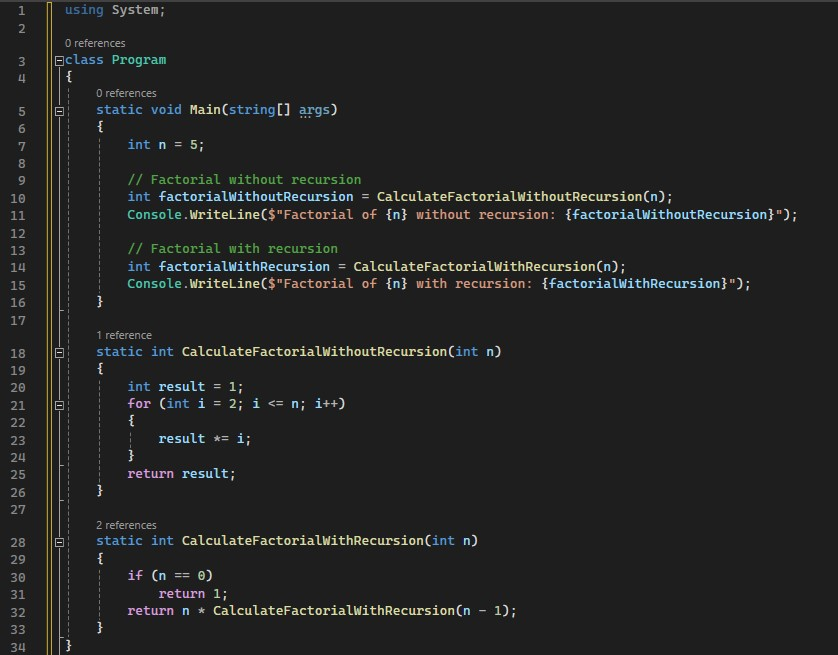 1 using System;
2
0 references
3 class Program
4 {
0 references
5 static void Main(string[] args)
6 {
7 int n = 5;
8
9 // Factorial without recursion
10 int factorialWithoutRecursion = CalculateFactorialWithoutRecursion(n);
11 Console.WriteLine($"Factorial of {n} without recursion: {factorialWithoutRecursion}");
12
13 // Factorial with recursion
14 int factorialWithRecursion = CalculateFactorialWithRecursion(n);
15 Console.WriteLine($"Factorial of {n} with recursion: {factorialWithRecursion}");
16 }
17
1 reference
18 static int CalculateFactorialWithoutRecursion(int n)
19 {
20 int result = 1;
21 for (int i = 2; i <= n; i++)
22 {
23 result *= i;
24 }
25 return result;
26 }
27
2 references
28 static int CalculateFactorialWithRecursion(int n)
29 {
30 if (n == 0)
31 return 1;
32 return n * CalculateFactorialWithRecursion(n - 1);
33 }
34 }